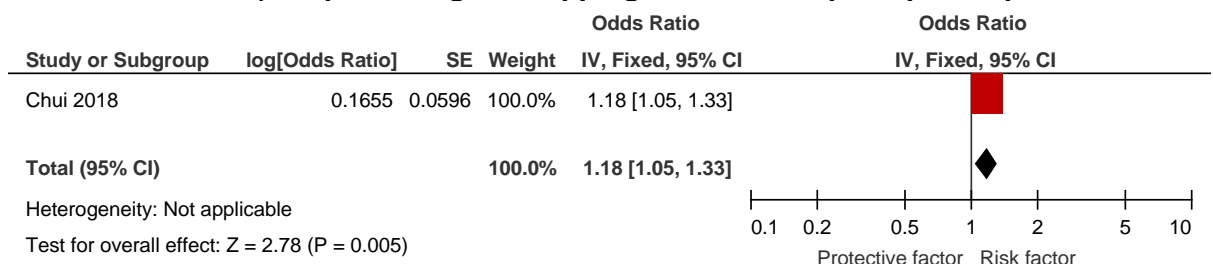 Odds Ratio Odds Ratio
Study or Subgroup log[Odds Ratio] SE Weight IV, Fixed, 95% CI IV, Fixed, 95% CI
Chui 2018 0.1655 0.0596 100.0% 1.18 [1.05, 1.33]
Total (95% CI) 100.0% 1.18 [1.05, 1.33]
Heterogeneity: Not applicable
Test for overall effect: Z = 2.78 (P = 0.005)
0.1 0.2 0.5 1 2 5 10
Protective factor Risk factor